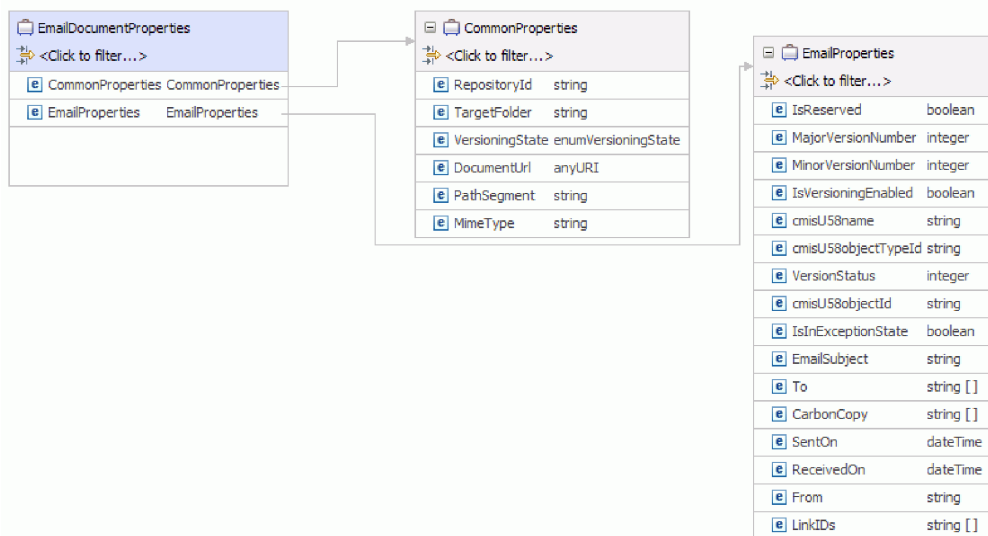 EmailDocumentProperties
<Click to filter...>
CommonProperties CommonProperties
EmailProperties EmailProperties
CommonProperties
<Click to filter...>
RepositoryId string
TargetFolder string
VersioningState enumVersioningState
DocumentUrl anyURI
PathSegment string
MimeType string
EmailProperties
<Click to filter...>
IsReserved boolean
MajorVersionNumber integer
MinorVersionNumber integer
IsVersioningEnabled boolean
cmisU58name string
cmisU58objectTypeId string
VersionStatus integer
cmisU58objectId string
IsInExceptionState boolean
EmailSubject string
To string []
CarbonCopy string []
SentOn dateTime
ReceivedOn dateTime
From string
LinkIDs string []